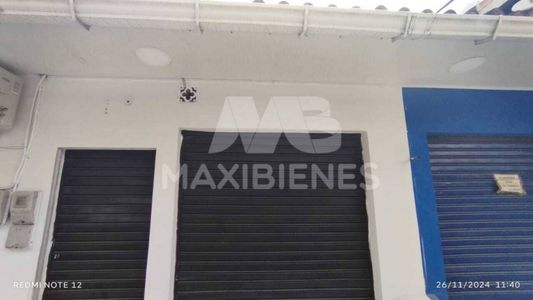 MB
MAXIBIENES
REDMI NOTE 12
26/11/2024 11:40